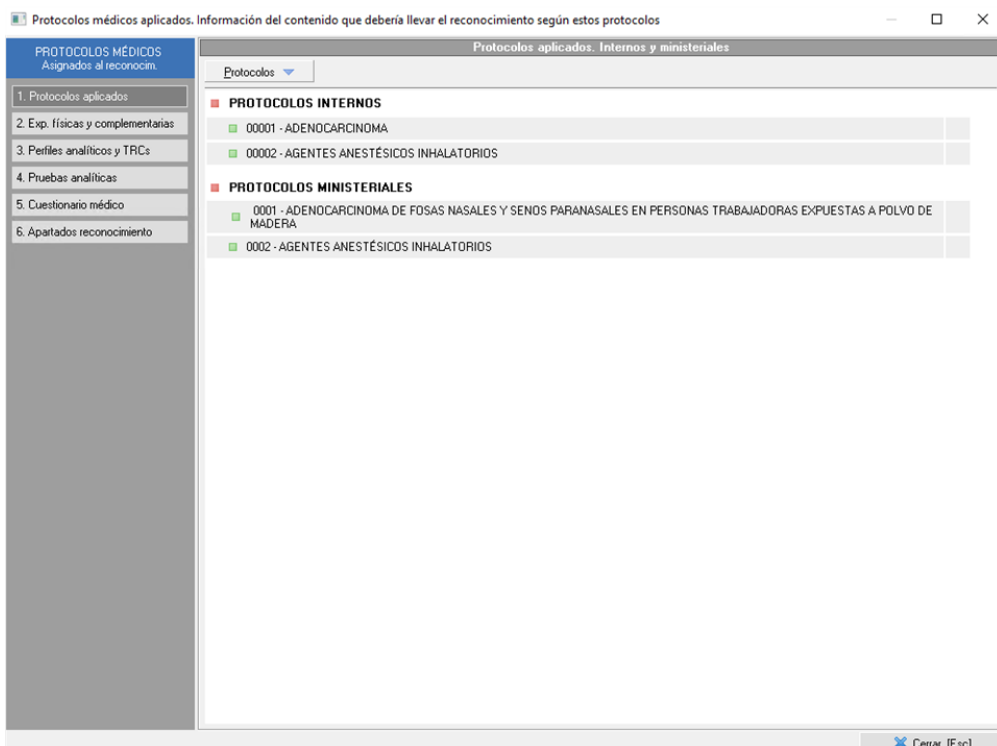 Protocolos médicos aplicados. Información del contenido que debería llevar el reconocimiento según estos protocolos
PROTOCOLOS MÉDICOS
Asignados al reconocim.
1. Protocolos aplicados
2. Exp. físicas y complementarias
3. Perfiles analíticos y TRCs
4. Pruebas analíticas
5. Cuestionario médico
6. Apartados reconocimiento
Protocolos aplicados. Internos y ministeriales
Protocolos
PROTOCOLOS INTERNOS
00001 - ADENOCARCINOMA
00002 - AGENTES ANESTÉSICOS INHALATORIOS
PROTOCOLOS MINISTERIALES
0001 - ADENOCARCINOMA DE FOSAS NASALES Y SENOS PARANASALES EN PERSONAS TRABAJADORAS EXPUESTAS A POLVO DE
MADERA
0002 - AGENTES ANESTÉSICOS INHALATORIOS
Cerrar [Esc]